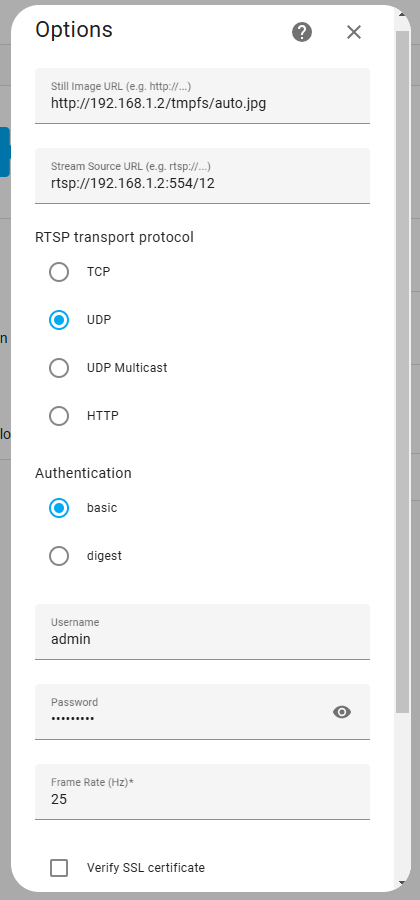 Options
Still Image URL (e.g. http://...)
http://192.168.1.2/tmpfs/auto.jpg
Stream Source URL (e.g. rtsp://...)
rtsp://192.168.1.2:554/12
RTSP transport protocol
TCP
UDP
n
UDP Multicast
HTTP
lo
Authentication
basic
digest
Username
admin
Password
•••••••••
Frame Rate (Hz)*
25
Verify SSL certificate